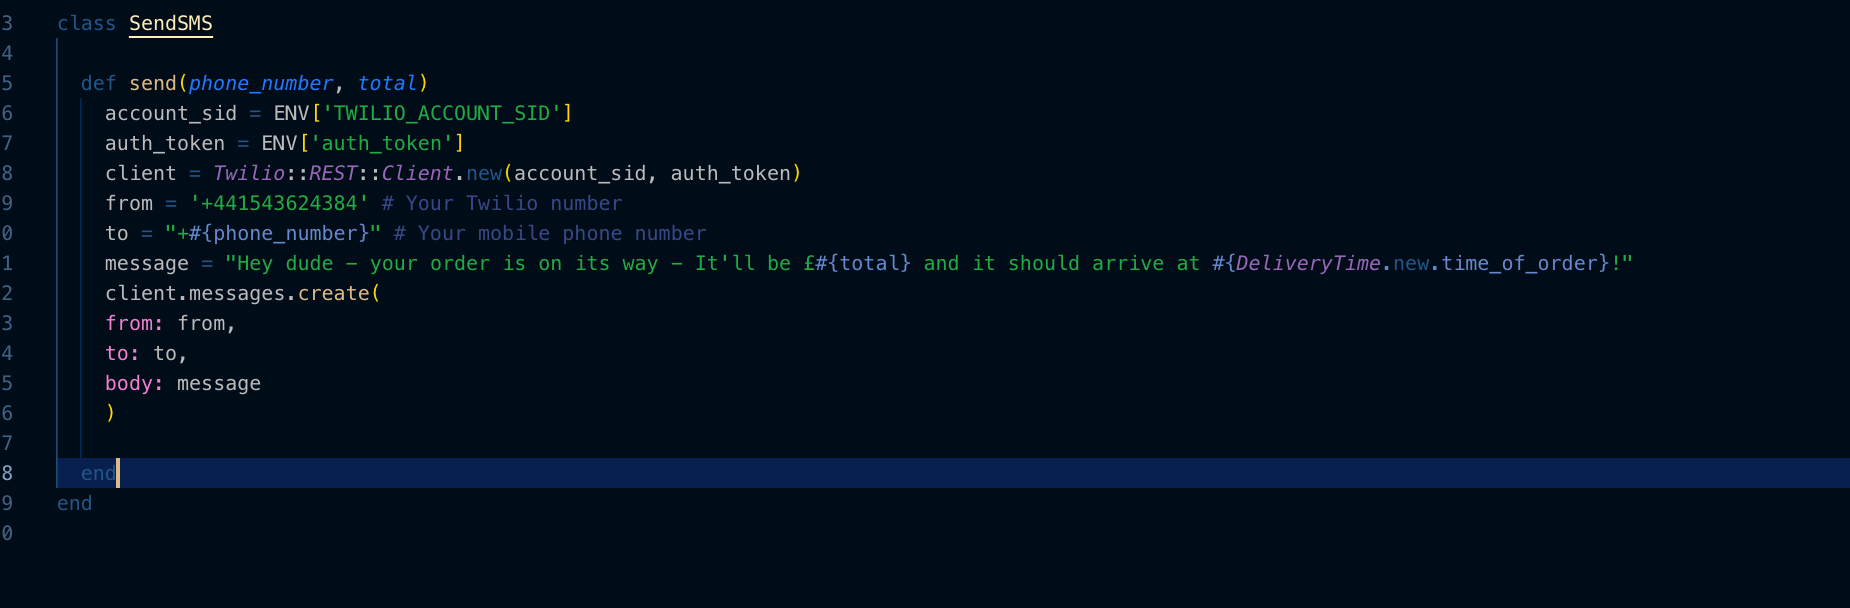 3 class SendSMS
4
5   def send(phone_number, total)
6     account_sid = ENV['TWILIO_ACCOUNT_SID']
7     auth_token = ENV['auth_token']
8     client = Twilio::REST::Client.new(account_sid, auth_token)
9     from = '+441543624384' # Your Twilio number
0     to = "+#{phone_number}" # Your mobile phone number
1     message = "Hey dude – your order is on its way – It'll be £#{total} and it should arrive at #{DeliveryTime.new.time_of_order}!"
2     client.messages.create(
3     from: from,
4     to: to,
5     body: message
6     )
7
8   end
9 end
0